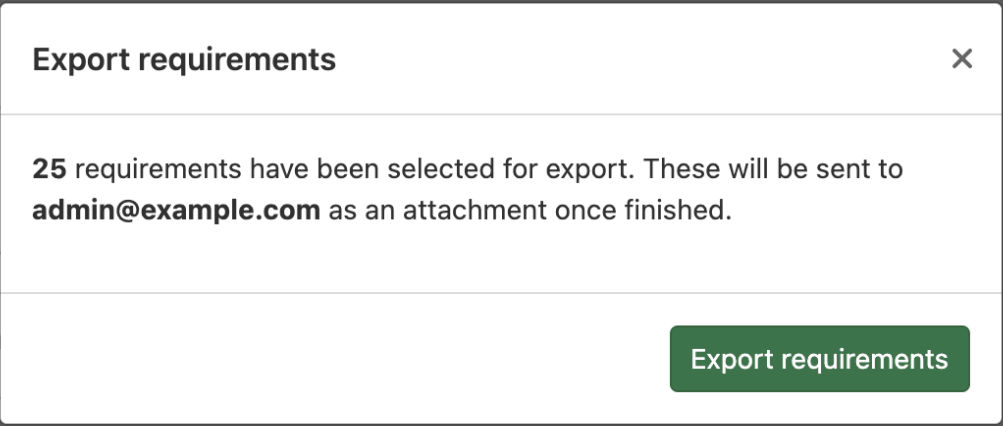 Export requirements
25 requirements have been selected for export. These will be sent to
admin@example.com as an attachment once finished.
Export requirements